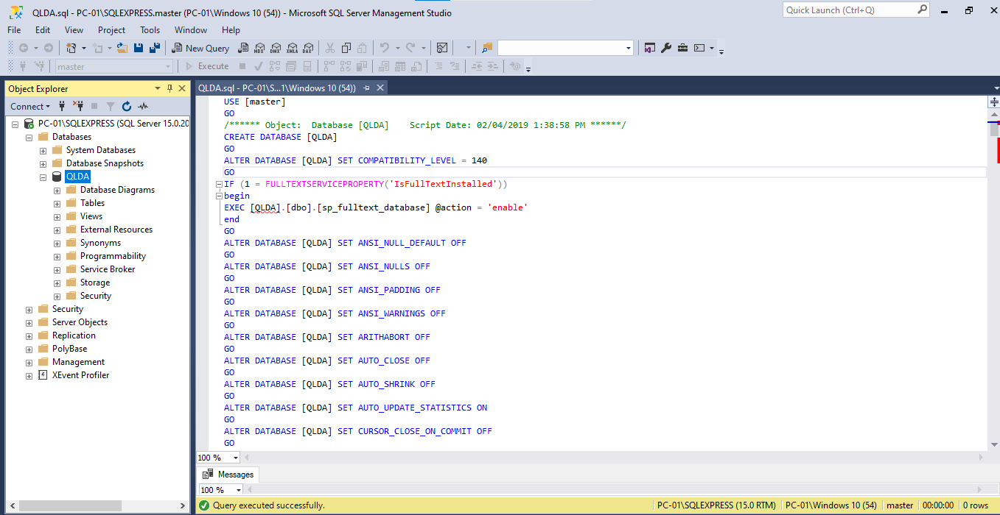 QLDA.sql - PC-01\SQLEXPRESS.master (PC-01\Windows 10 (54)) - Microsoft SQL Server Management Studio
Quick Launch (Ctrl+Q)
File Edit View Project Tools Window Help
New Query
MDX DMX XMLA DAX
master
Execute
Object Explorer
Connect
PC-01\SQLEXPRESS (SQL Server 15.0.20
Databases
System Databases
Database Snapshots
QLDA
Database Diagrams
Tables
Views
External Resources
Synonyms
Programmability
Service Broker
Storage
Security
Security
Server Objects
Replication
PolyBase
Management
XEvent Profiler
QLDA.sql - PC-01\S...1\Windows 10 (54))
USE [master]
GO
/****** Object:  Database [QLDA]    Script Date: 02/04/2019 1:38:58 PM ******/
CREATE DATABASE [QLDA]
GO
ALTER DATABASE [QLDA] SET COMPATIBILITY_LEVEL = 140
GO
IF (1 = FULLTEXTSERVICEPROPERTY('IsFullTextInstalled'))
begin
EXEC [QLDA].[dbo].[sp_fulltext_database] @action = 'enable'
end
GO
ALTER DATABASE [QLDA] SET ANSI_NULL_DEFAULT OFF
GO
ALTER DATABASE [QLDA] SET ANSI_NULLS OFF
GO
ALTER DATABASE [QLDA] SET ANSI_PADDING OFF
GO
ALTER DATABASE [QLDA] SET ANSI_WARNINGS OFF
GO
ALTER DATABASE [QLDA] SET ARITHABORT OFF
GO
ALTER DATABASE [QLDA] SET AUTO_CLOSE OFF
GO
ALTER DATABASE [QLDA] SET AUTO_SHRINK OFF
GO
ALTER DATABASE [QLDA] SET AUTO_UPDATE_STATISTICS ON
GO
ALTER DATABASE [QLDA] SET CURSOR_CLOSE_ON_COMMIT OFF
GO
100 %
Messages
100 %
Query executed successfully.
PC-01\SQLEXPRESS (15.0 RTM) PC-01\Windows 10 (54) master 00:00:00 0 rows